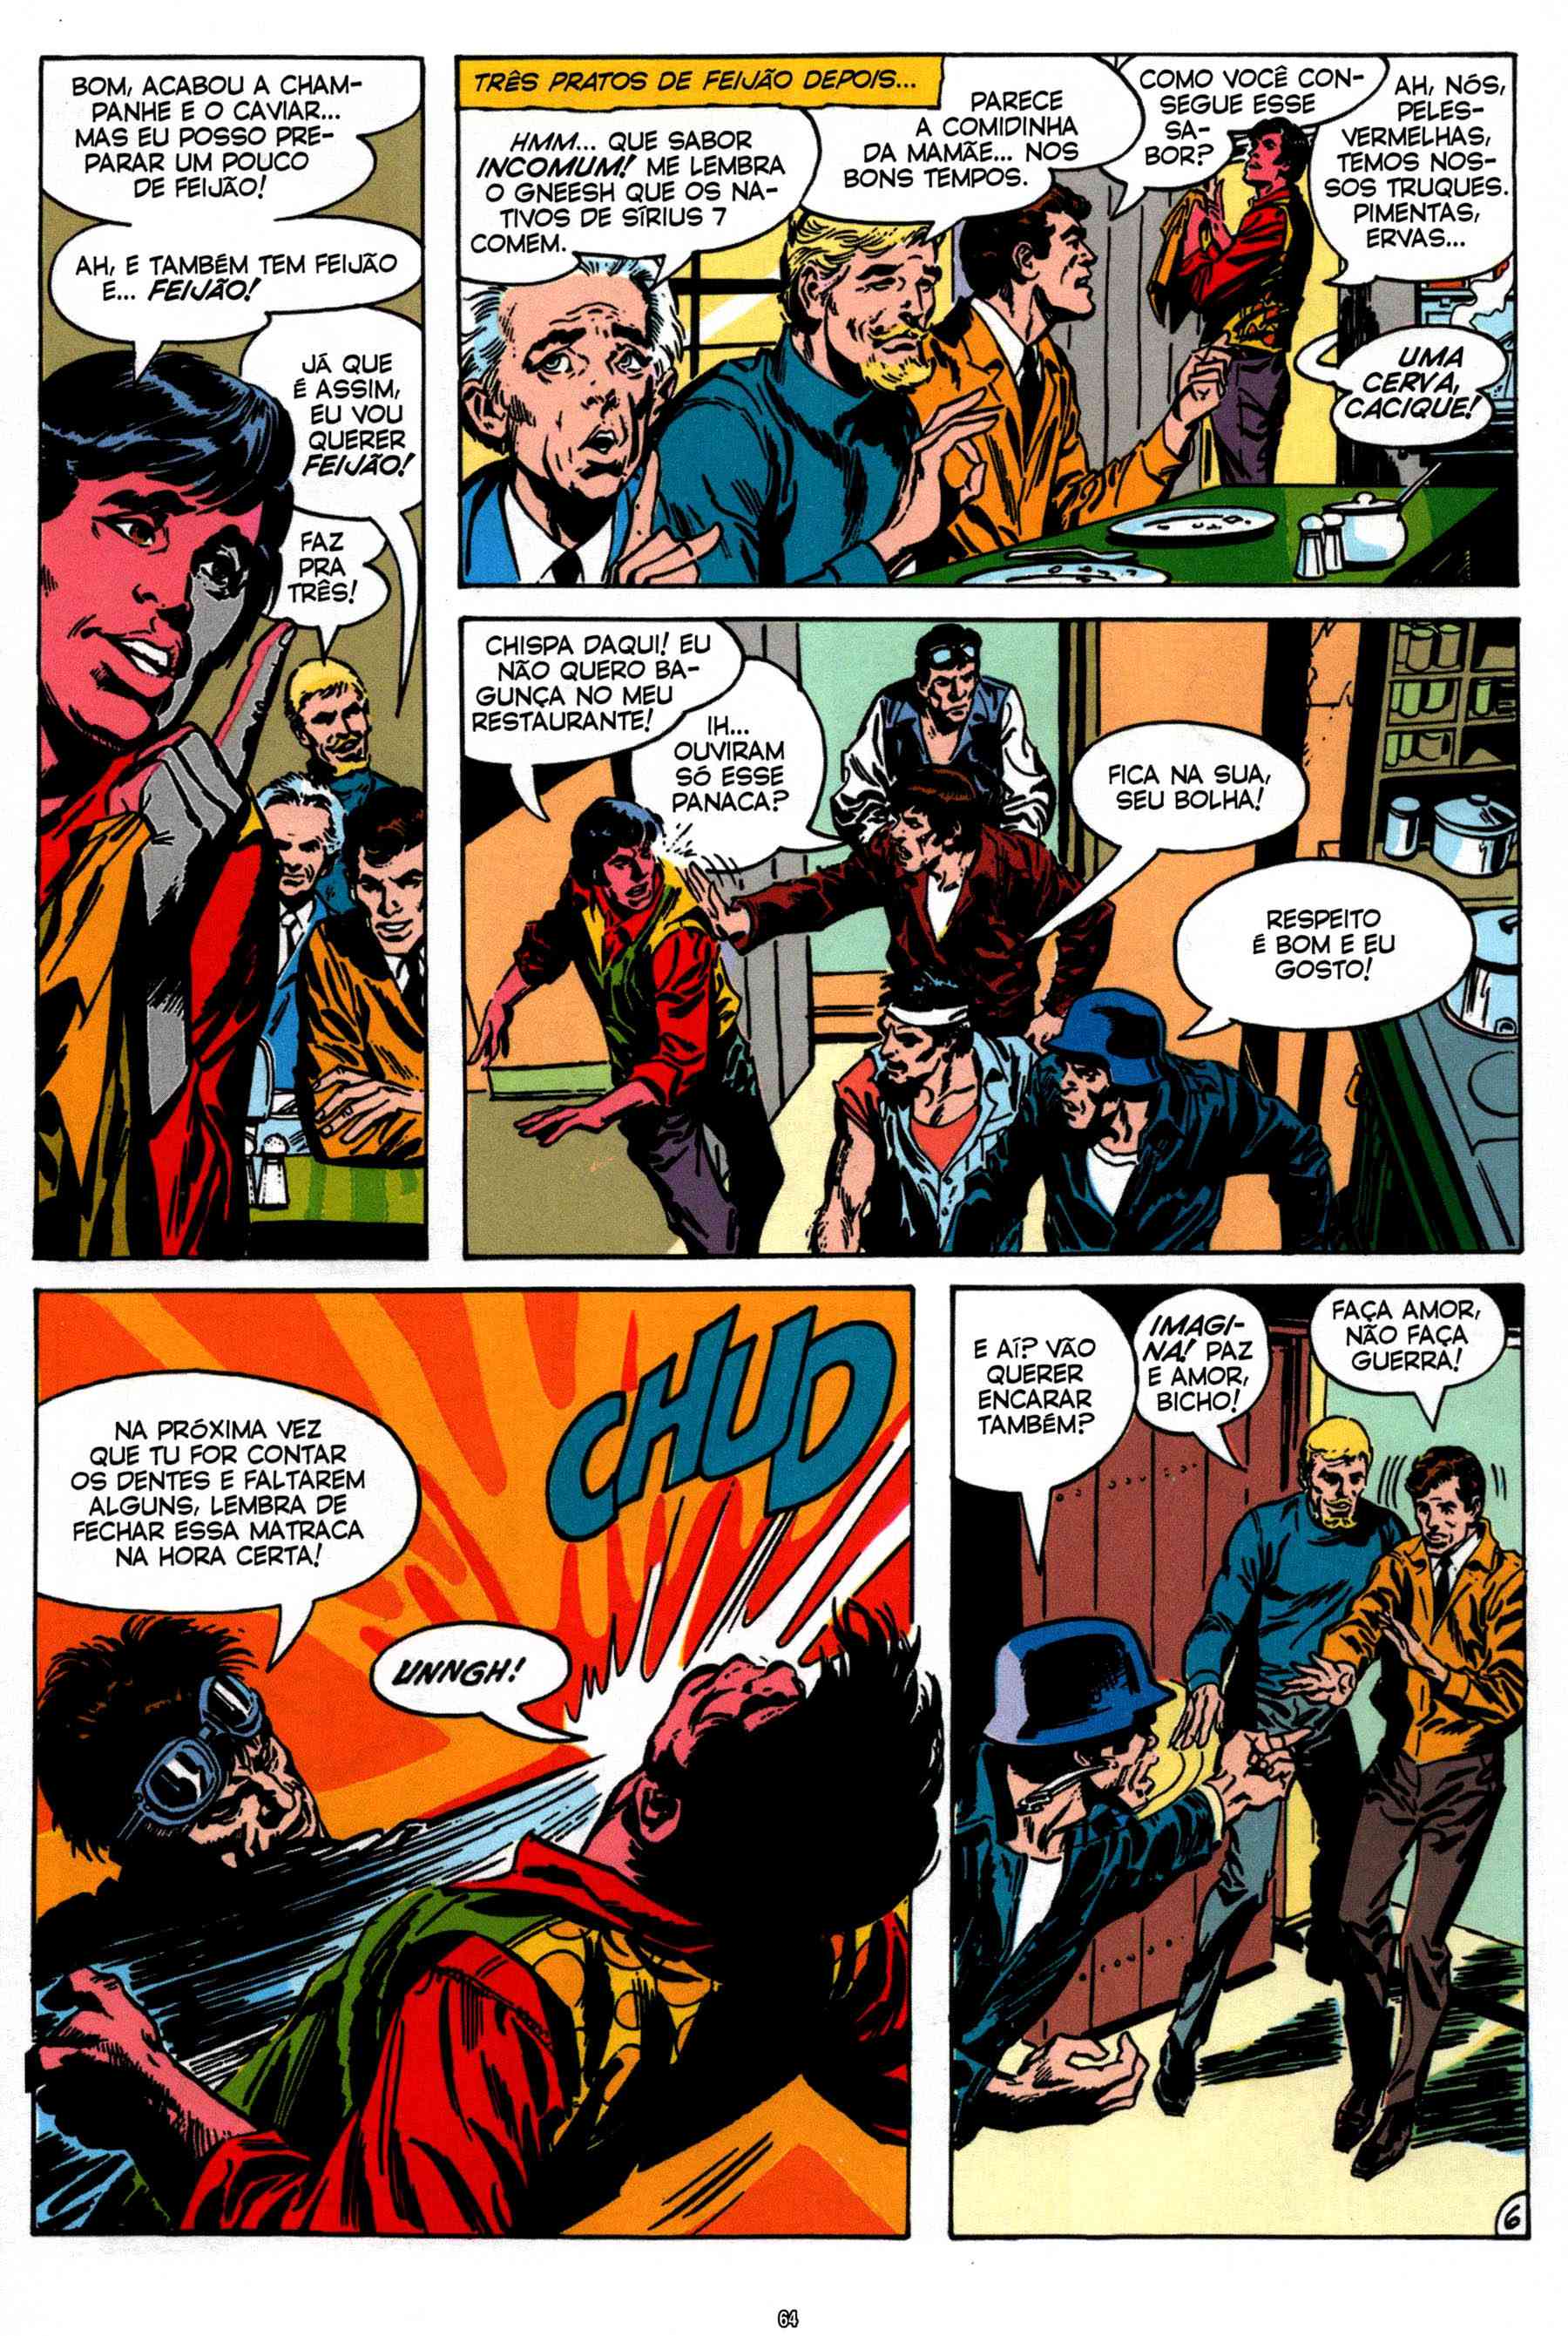 BOM, ACABOU A CHAM-
PANHE E O CAVIAR...
MAS EU POSSO PRE-
PARAR UM POUCO
DE FEIJÃO!
AH, E TAMBÉM TEM FEIJÃO
E... FEIJÃO!
JÁ QUE
É ASSIM,
EU VOU
QUERER
FEIJÃO!
FAZ
PRA
TRÊS!
TRÊS PRATOS DE FEIJÃO DEPOIS...
HMM... QUE SABOR
INCOMUM! ME LEMBRA
O GNEESH QUE OS NA-
TIVOS DE SÍRIUS 7
COMEM.
PARECE
A COMIDINHA
DA MAMÃE... NOS
BONS TEMPOS.
COMO VOCÊ CON-
SEGUE ESSE
SA-
BOR?
AH, NÓS,
PELES-
VERMELHAS,
TEMOS NOS-
SOS TRUQUES.
PIMENTAS,
ERVAS...
UMA
CERVA,
CACIQUE!
CHISPA DAQUI! EU
NÃO QUERO BA-
GUNÇA NO MEU
RESTAURANTE!
IH...
OUVIRAM
SÓ ESSE
PANACA?
FICA NA SUA,
SEU BOLHA!
RESPEITO
É BOM E EU
GOSTO!
NA PRÓXIMA VEZ
QUE TU FOR CONTAR
OS DENTES E FALTAREM
ALGUNS, LEMBRA DE
FECHAR ESSA MATRACA
NA HORA CERTA!
CHUD
UNNGH!
E AÍ? VÃO
QUERER
ENCARAR
TAMBÉM?
IMAGI-
NA! PAZ
E AMOR,
BICHO!
FAÇA AMOR,
NÃO FAÇA
GUERRA!
6
64